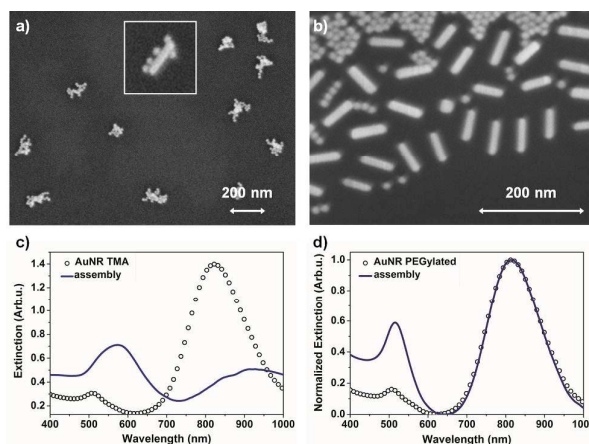 a)
200 nm
b)
200 nm
c)
AuNR TMA
assembly
Extinction (Arb.u.)
1.4
1.2
1.0
0.8
0.6
0.4
0.2
400 500 600 700 800 900 1000
Wavelength (nm)
d)
AuNR PEGylated
assembly
Normalized Extinction (Arb.u.)
1.0
0.8
0.6
0.4
0.2
0.0
400 500 600 700 800 900 1000
Wavelength (nm)